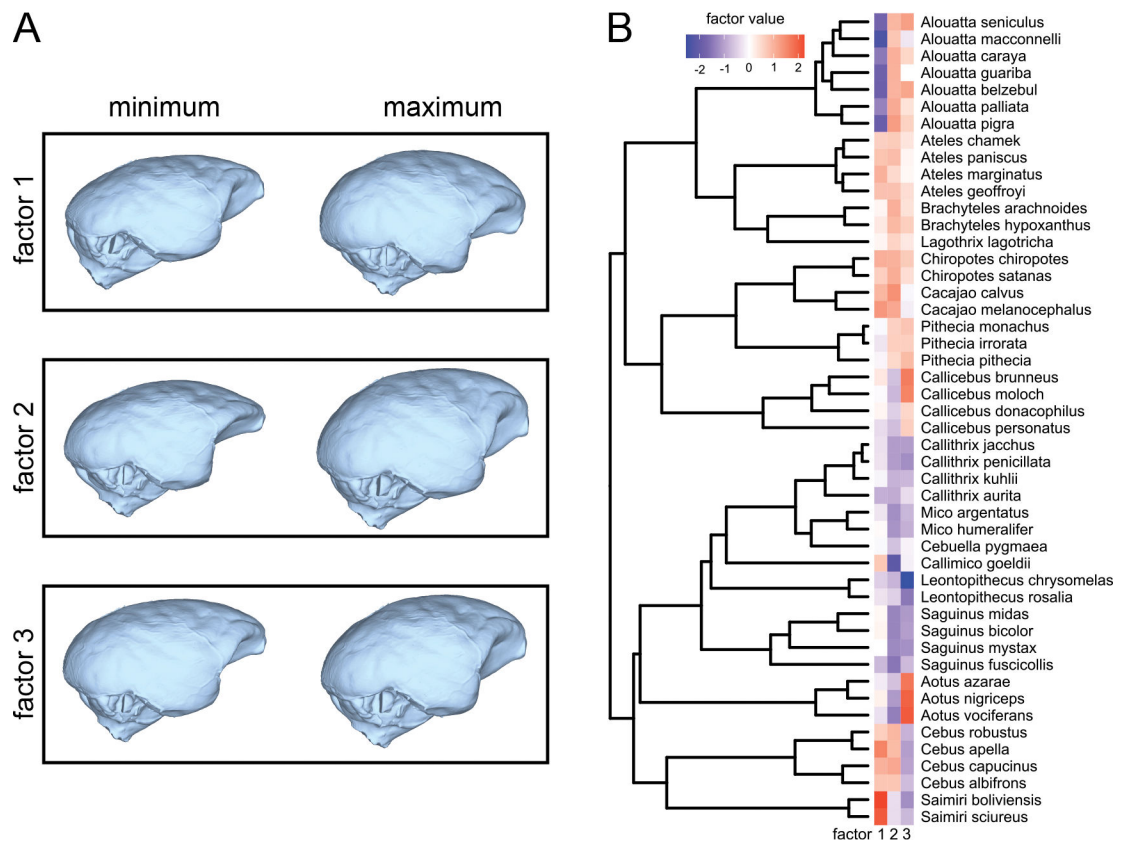 A
minimum
maximum
factor 1
factor 2
factor 3
B
factor value
-2
-1
0
1
2
Alouatta seniculus
Alouatta macconnelli
Alouatta caraya
Alouatta guariba
Alouatta belzebul
Alouatta palliata
Alouatta pigra
Ateles chamek
Ateles paniscus
Ateles marginatus
Ateles geoffroyi
Brachyteles arachnoides
Brachyteles hypoxanthus
Lagothrix lagotricha
Chiropotes chiropotes
Chiropotes satanas
Cacajao calvus
Cacajao melanocephalus
Pithecia monachus
Pithecia irrorata
Pithecia pithecia
Callicebus brunneus
Callicebus moloch
Callicebus donacophilus
Callicebus personatus
Callithrix jacchus
Callithrix penicillata
Callithrix kuhlii
Callithrix aurita
Mico argentatus
Mico humeralifer
Cebuella pygmaea
Callimico goeldii
Leontopithecus chrysomelas
Leontopithecus rosalia
Saguinus midas
Saguinus bicolor
Saguinus mystax
Saguinus fuscicollis
Aotus azarae
Aotus nigriceps
Aotus vociferans
Cebus robustus
Cebus apella
Cebus capucinus
Cebus albifrons
Saimiri boliviensis
Saimiri sciureus
factor 1 2 3